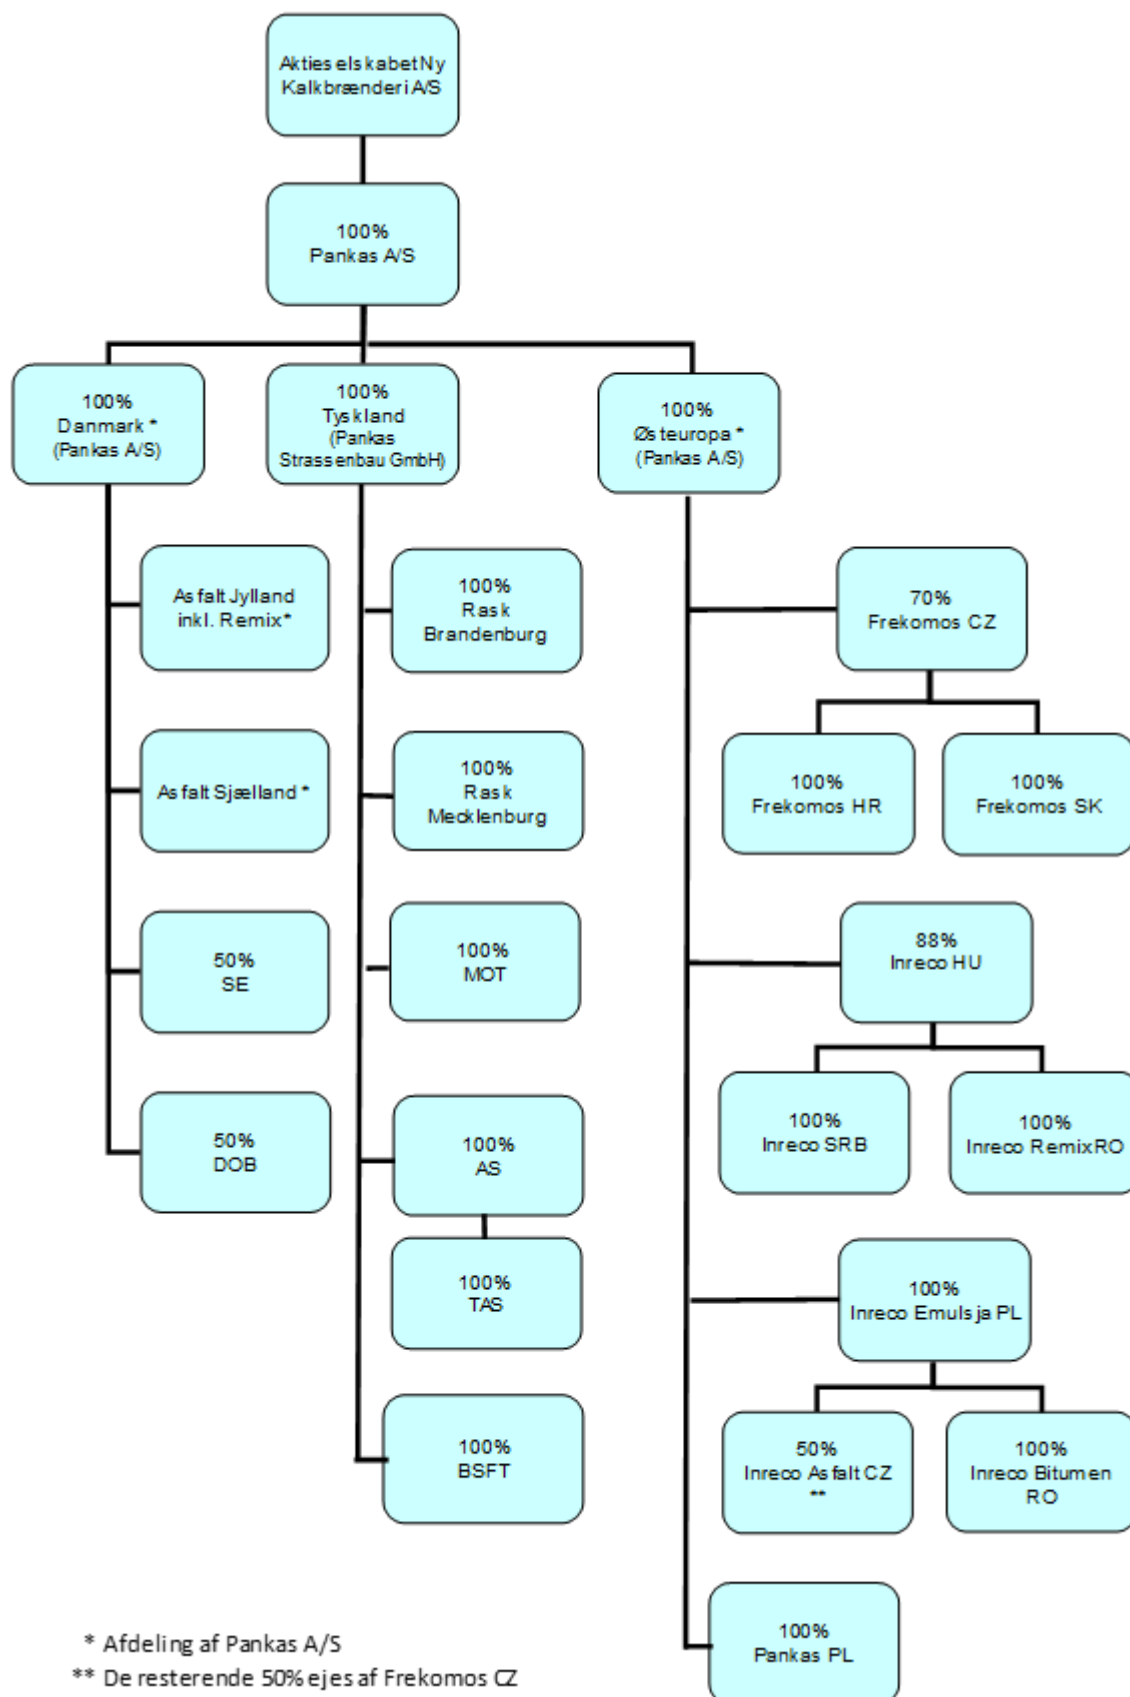 Aktieselskabet Ny
Kalkbrænderi A/S
100%
Pankas A/S
100%
Danmark *
(Pankas A/S)
100%
Tyskland
(Pankas
Strassenbau GmbH)
100%
Østeuropa *
(Pankas A/S)
Asfalt Jylland
inkl. Remix *
Asfalt Sjælland *
50%
SE
50%
DOB
100%
Rask
Brandenburg
100%
Rask
Mecklenburg
100%
MOT
100%
AS
100%
TAS
100%
BSFT
70%
Frekomos CZ
100%
Frekomos HR
100%
Frekomos SK
88%
Inreco HU
100%
Inreco SRB
100%
Inreco Remix RO
100%
Inreco Emulsja PL
50%
Inreco Asfalt CZ
**
100%
Inreco Bitumen
RO
100%
Pankas PL
* Afdeling af Pankas A/S
** De resterende 50% ejes af Frekomos CZ